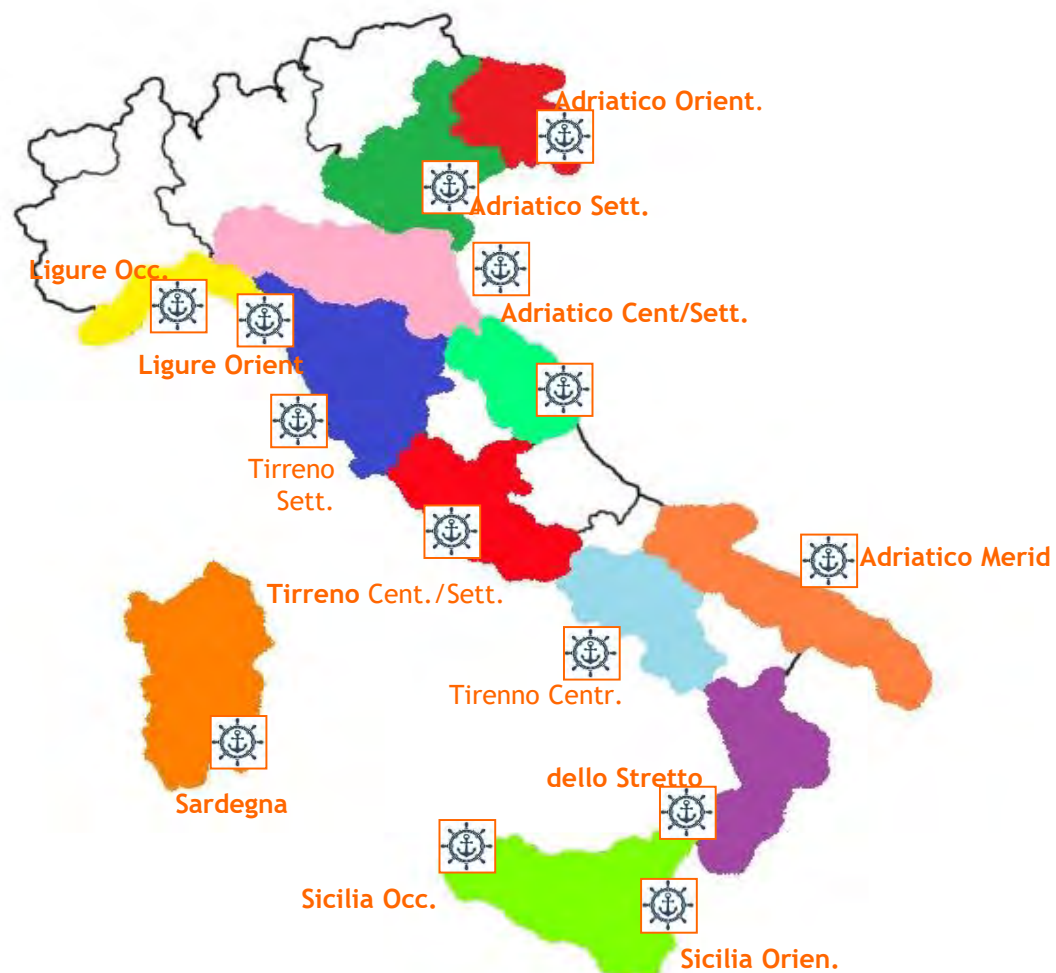 Adriatico Orient.
Adriatico Sett.
Ligure Occ.
Adriatico Cent/Sett.
Ligure Orient
Tirreno
Sett.
Adriatico Merid
Tirreno Cent./Sett.
Tirenno Centr.
dello Stretto
Sardegna
Sicilia Occ.
Sicilia Orien.